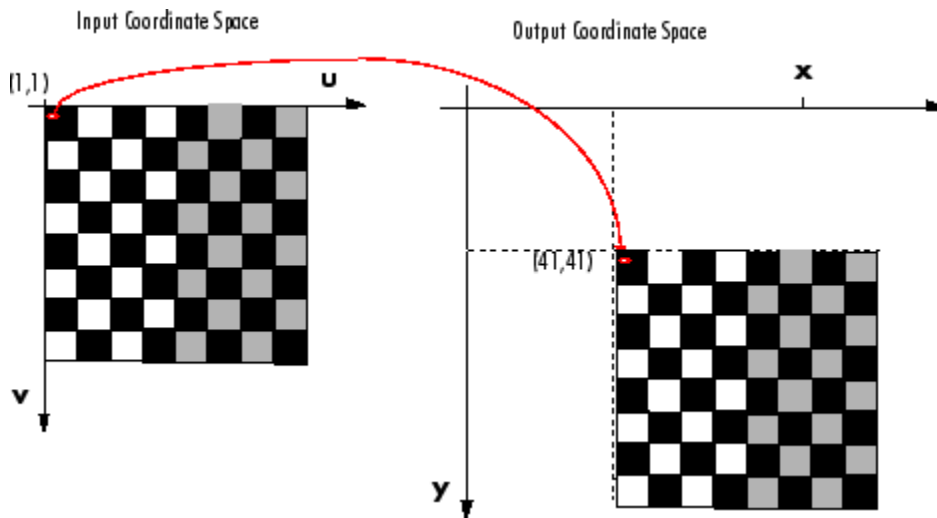 Input Coordinate Space
Output Coordinate Space
(1,1)
u
x
(41,41)
v
y